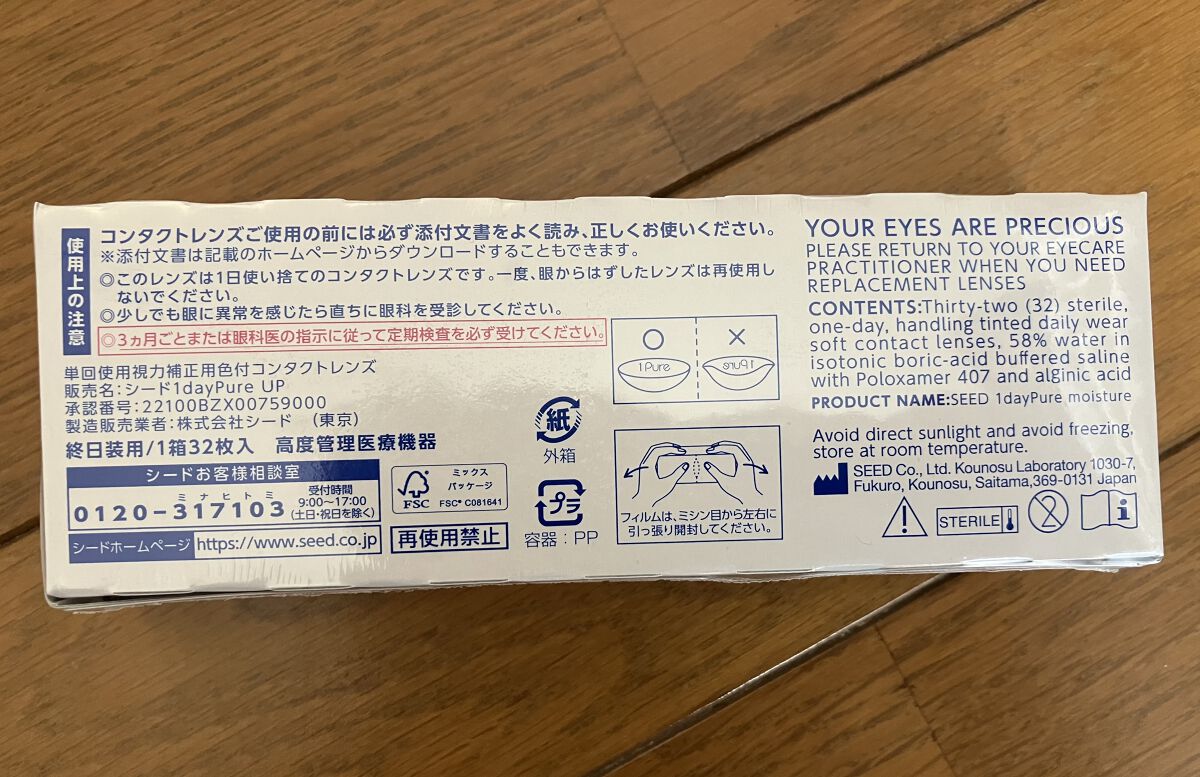 使用上の注意
コンタクトレンズご使用の前には必ず添付文書をよく読み、正しくお使いください。
※添付文書は記載のホームページからダウンロードすることもできます。
◎このレンズは1日使い捨てのコンタクトレンズです。一度、眼からはずしたレンズは再使用し
ないでください。
◎少しでも眼に異常を感じたら直ちに眼科を受診してください。
◎3ヵ月ごとまたは眼科医の指示に従って定期検査を必ず受けてください。
単回使用視力補正用色付コンタクトレンズ
販売名:シード1dayPure UP
承認番号:22100BZX00759000
製造販売業者:株式会社シード (東京)
終日装用/1箱32枚入 高度管理医療機器
シードお客様相談室
ミナヒトミ
0120-317103
受付時間
9:00~17:00
(土日・祝日を除く)
シードホームページ https://www.seed.co.jp
FSC
ミックス
パッケージ
FSC® C081641
再使用禁止
紙
外箱
プラ
容器:PP
○ ×
1Pure 1Pure
フィルムは、ミシン目から左右に
引っ張り開封してください。
YOUR EYES ARE PRECIOUS
PLEASE RETURN TO YOUR EYECARE
PRACTITIONER WHEN YOU NEED
REPLACEMENT LENSES
CONTENTS:Thirty-two (32) sterile,
one-day, handling tinted daily wear
soft contact lenses, 58% water in
isotonic boric-acid buffered saline
with Poloxamer 407 and alginic acid
PRODUCT NAME:SEED 1dayPure moisture
Avoid direct sunlight and avoid freezing,
store at room temperature.
SEED Co., Ltd. Kounosu Laboratory 1030-7,
Fukuro, Kounosu, Saitama,369-0131 Japan
STERILE
2
i